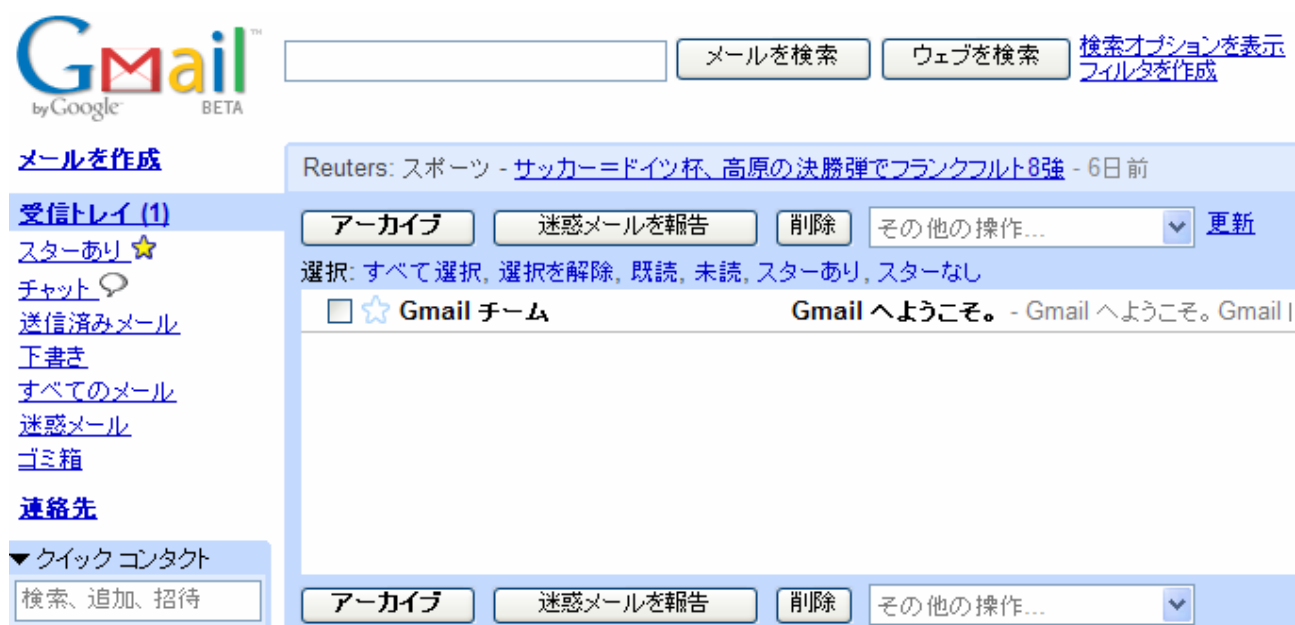 Gmail™
by Google™ BETA
メールを検索 ウェブを検索 検索オプションを表示
フィルタを作成
メールを作成
Reuters: スポーツ - サッカー=ドイツ杯、高原の決勝弾でフランクフルト8強 - 6日前
受信トレイ (1)
スターあり
チャット
送信済みメール
下書き
すべてのメール
迷惑メール
ゴミ箱
連絡先
▼クイック コンタクト
検索、追加、招待
アーカイブ 迷惑メールを報告 削除 その他の操作... 更新
選択: すべて選択, 選択を解除, 既読, 未読, スターあり, スターなし
Gmail チーム Gmail へようこそ。 - Gmail へようこそ。 Gmail
アーカイブ 迷惑メールを報告 削除 その他の操作...